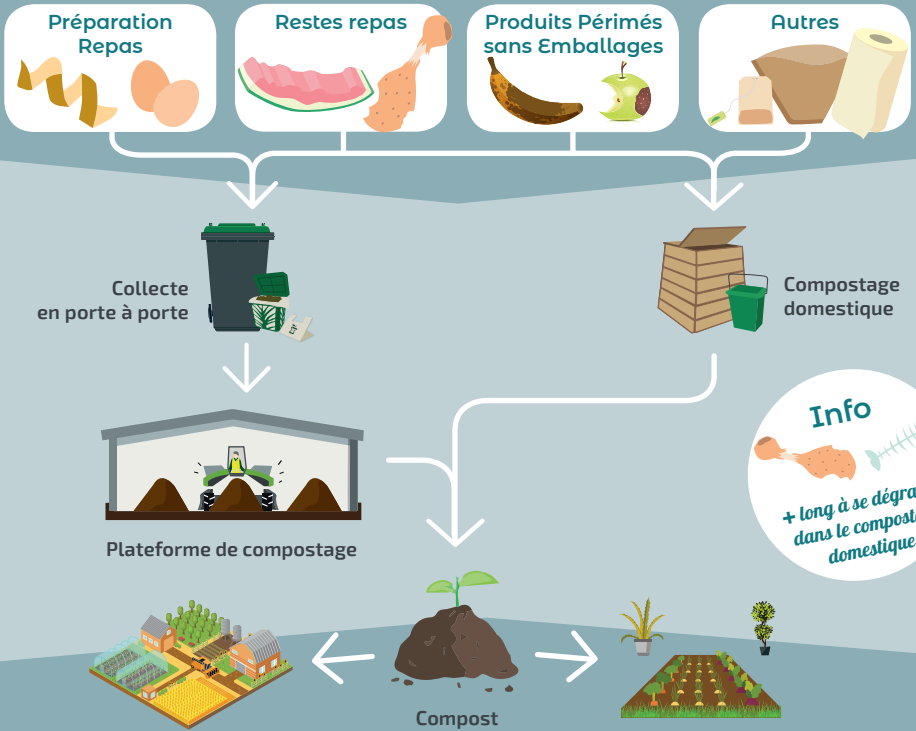 Préparation
Repas
Restes repas
Produits Périmés
sans Emballages
Autres
Collecte
en porte à porte
Compostage
domestique
Info
+ long à se
dans le
domestique
Plateforme de compostage
Compost